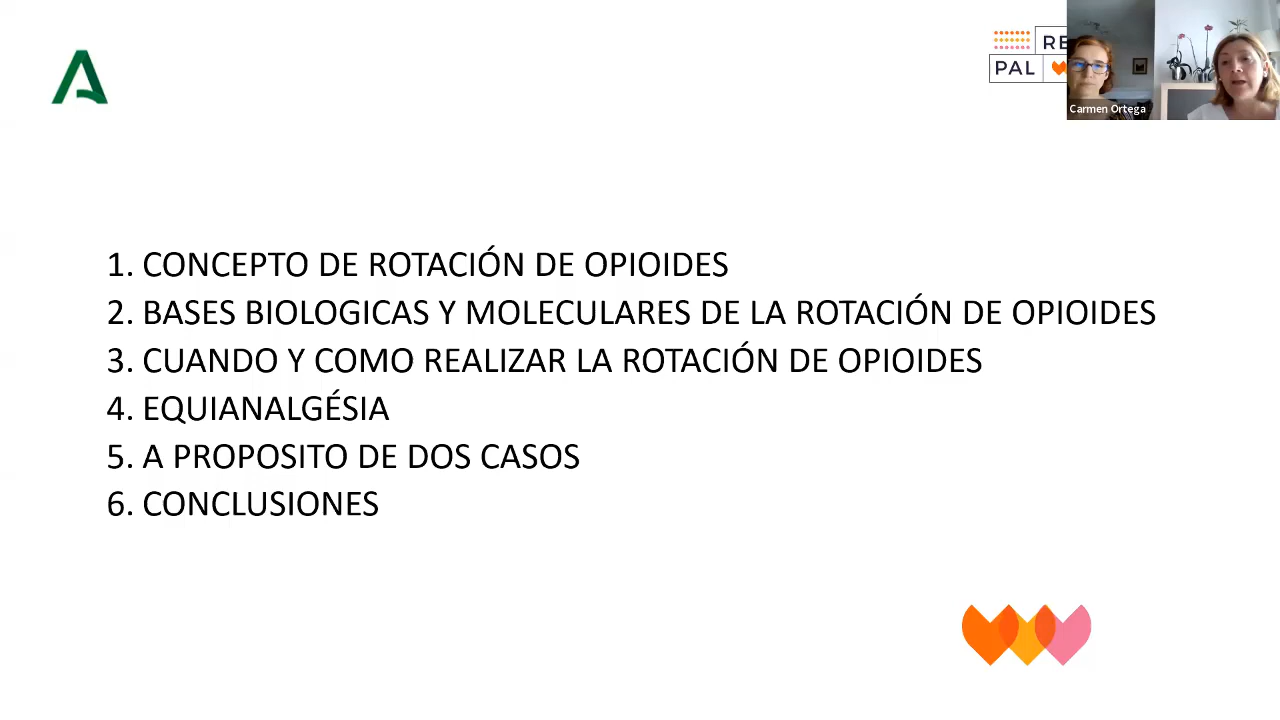 RE
PAL
Carmen Ortega
1. CONCEPTO DE ROTACIÓN DE OPIOIDES
2. BASES BIOLOGICAS Y MOLECULARES DE LA ROTACIÓN DE OPIOIDES
3. CUANDO Y COMO REALIZAR LA ROTACIÓN DE OPIOIDES
4. EQUIANALGÉSIA
5. A PROPOSITO DE DOS CASOS
6. CONCLUSIONES